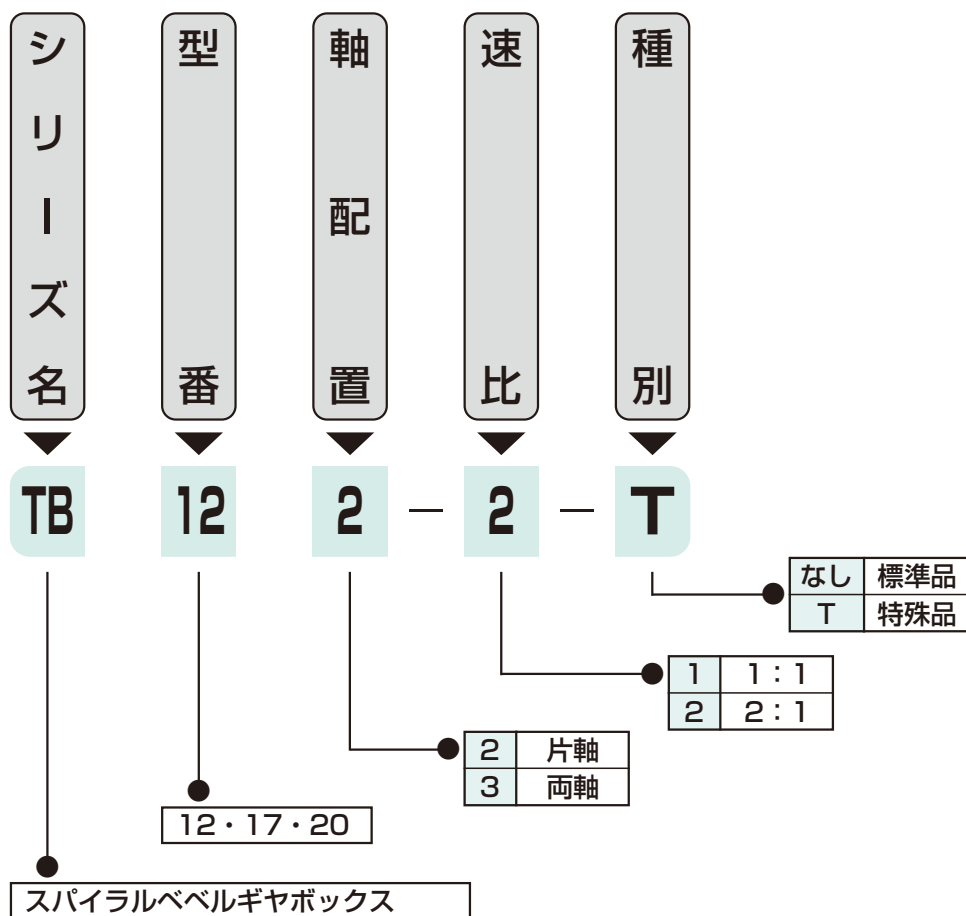 シリーズ名
型番
軸配置
速比
種別
TB 12 2 - 2 - T
なし 標準品
T 特殊品
1 1:1
2 2:1
2 片軸
3 両軸
12・17・20
スパイラルベベルギヤボックス